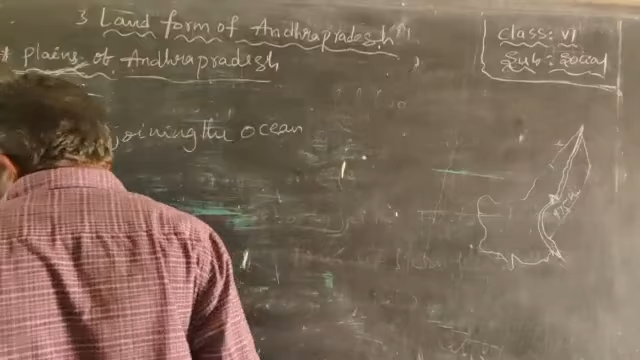 3 Land form of Andhrapradesh
Class: VI
Sub: Social
* Plains of Andhrapradesh
joining the ocean